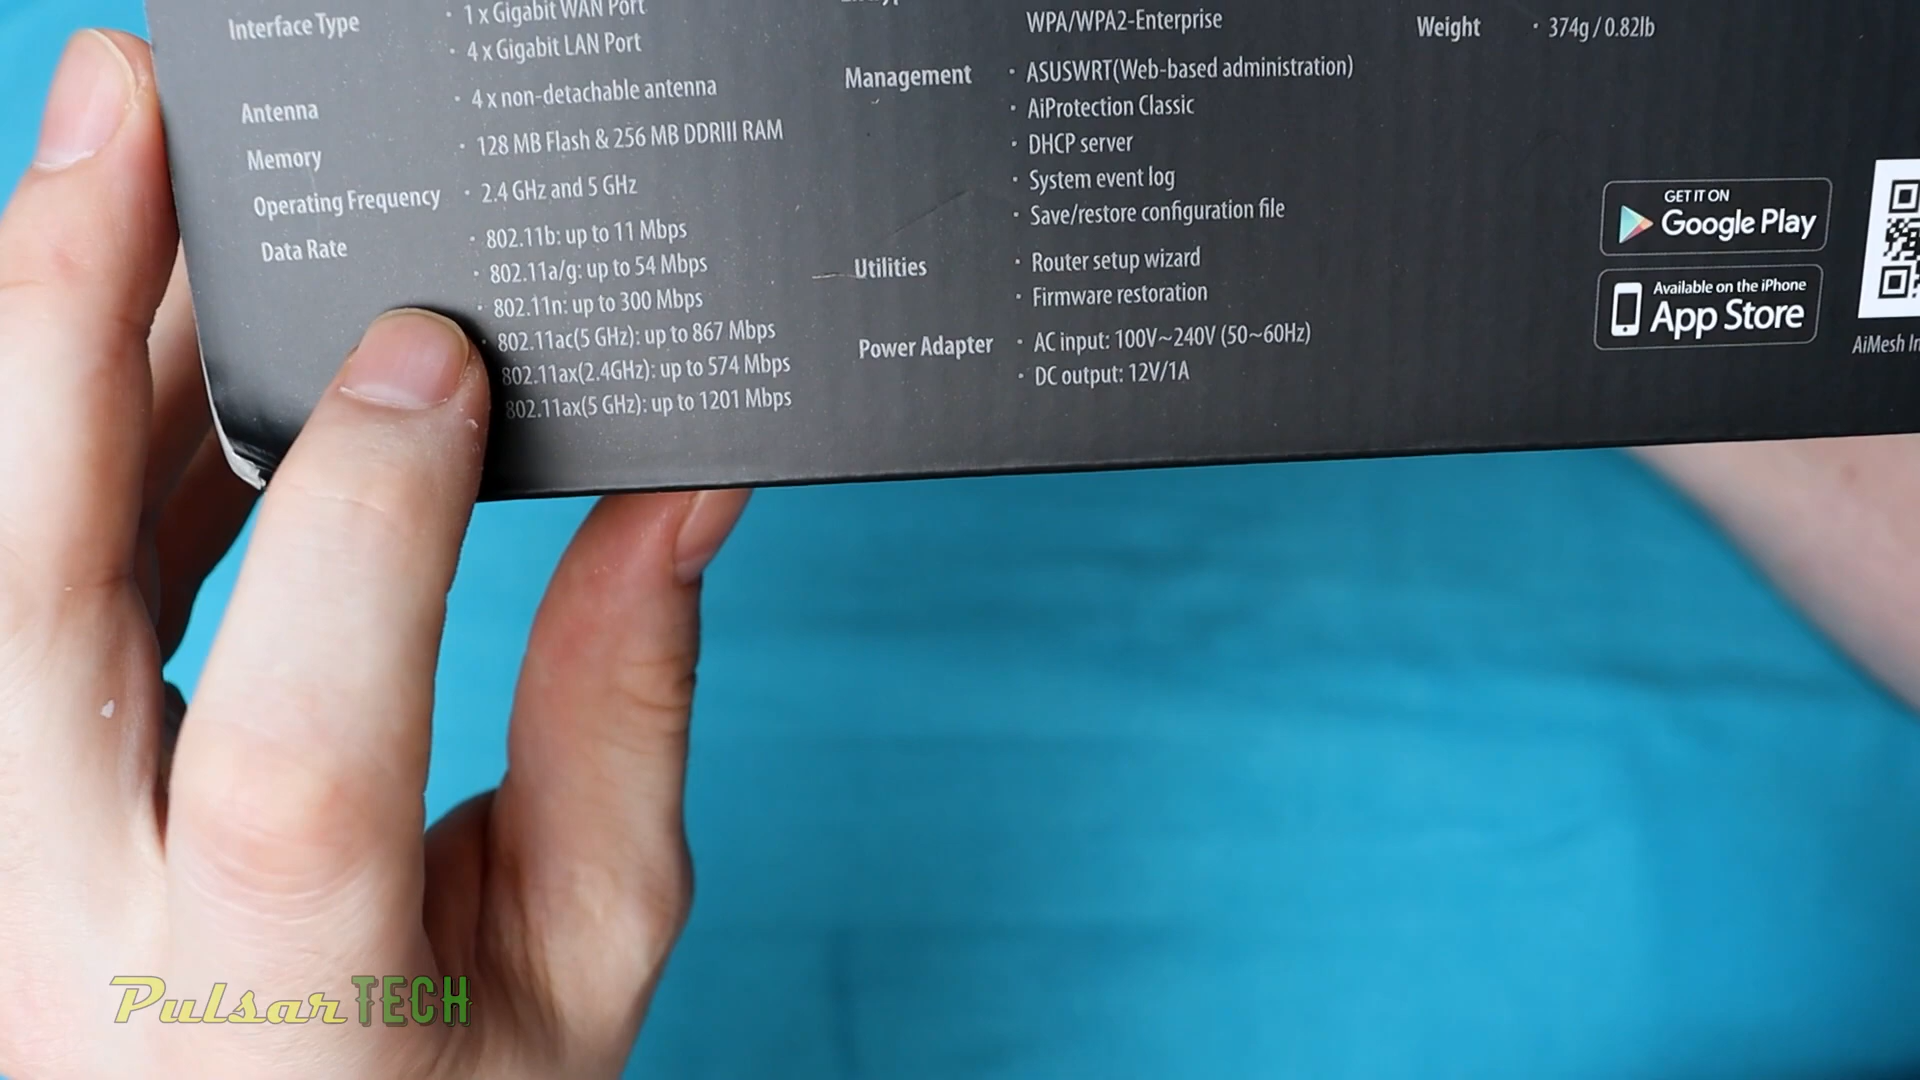 Interface Type
· 1 x Gigabit WAN Port
· 4 x Gigabit LAN Port
Antenna
· 4 x non-detachable antenna
Memory
· 128 MB Flash & 256 MB DDRIII RAM
Operating Frequency
· 2.4 GHz and 5 GHz
Data Rate
· 802.11b: up to 11 Mbps
· 802.11a/g: up to 54 Mbps
· 802.11n: up to 300 Mbps
· 802.11ac(5 GHz): up to 867 Mbps
802.11ax(2.4GHz): up to 574 Mbps
802.11ax(5 GHz): up to 1201 Mbps
WPA/WPA2-Enterprise
Management
· ASUSWRT(Web-based administration)
· AiProtection Classic
· DHCP server
· System event log
· Save/restore configuration file
Utilities
· Router setup wizard
· Firmware restoration
Power Adapter
· AC input: 100V~240V (50~60Hz)
· DC output: 12V/1A
Weight
· 374g / 0.82lb
GET IT ON
Google Play
Available on the iPhone
App Store
AiMesh
PulsarTECH